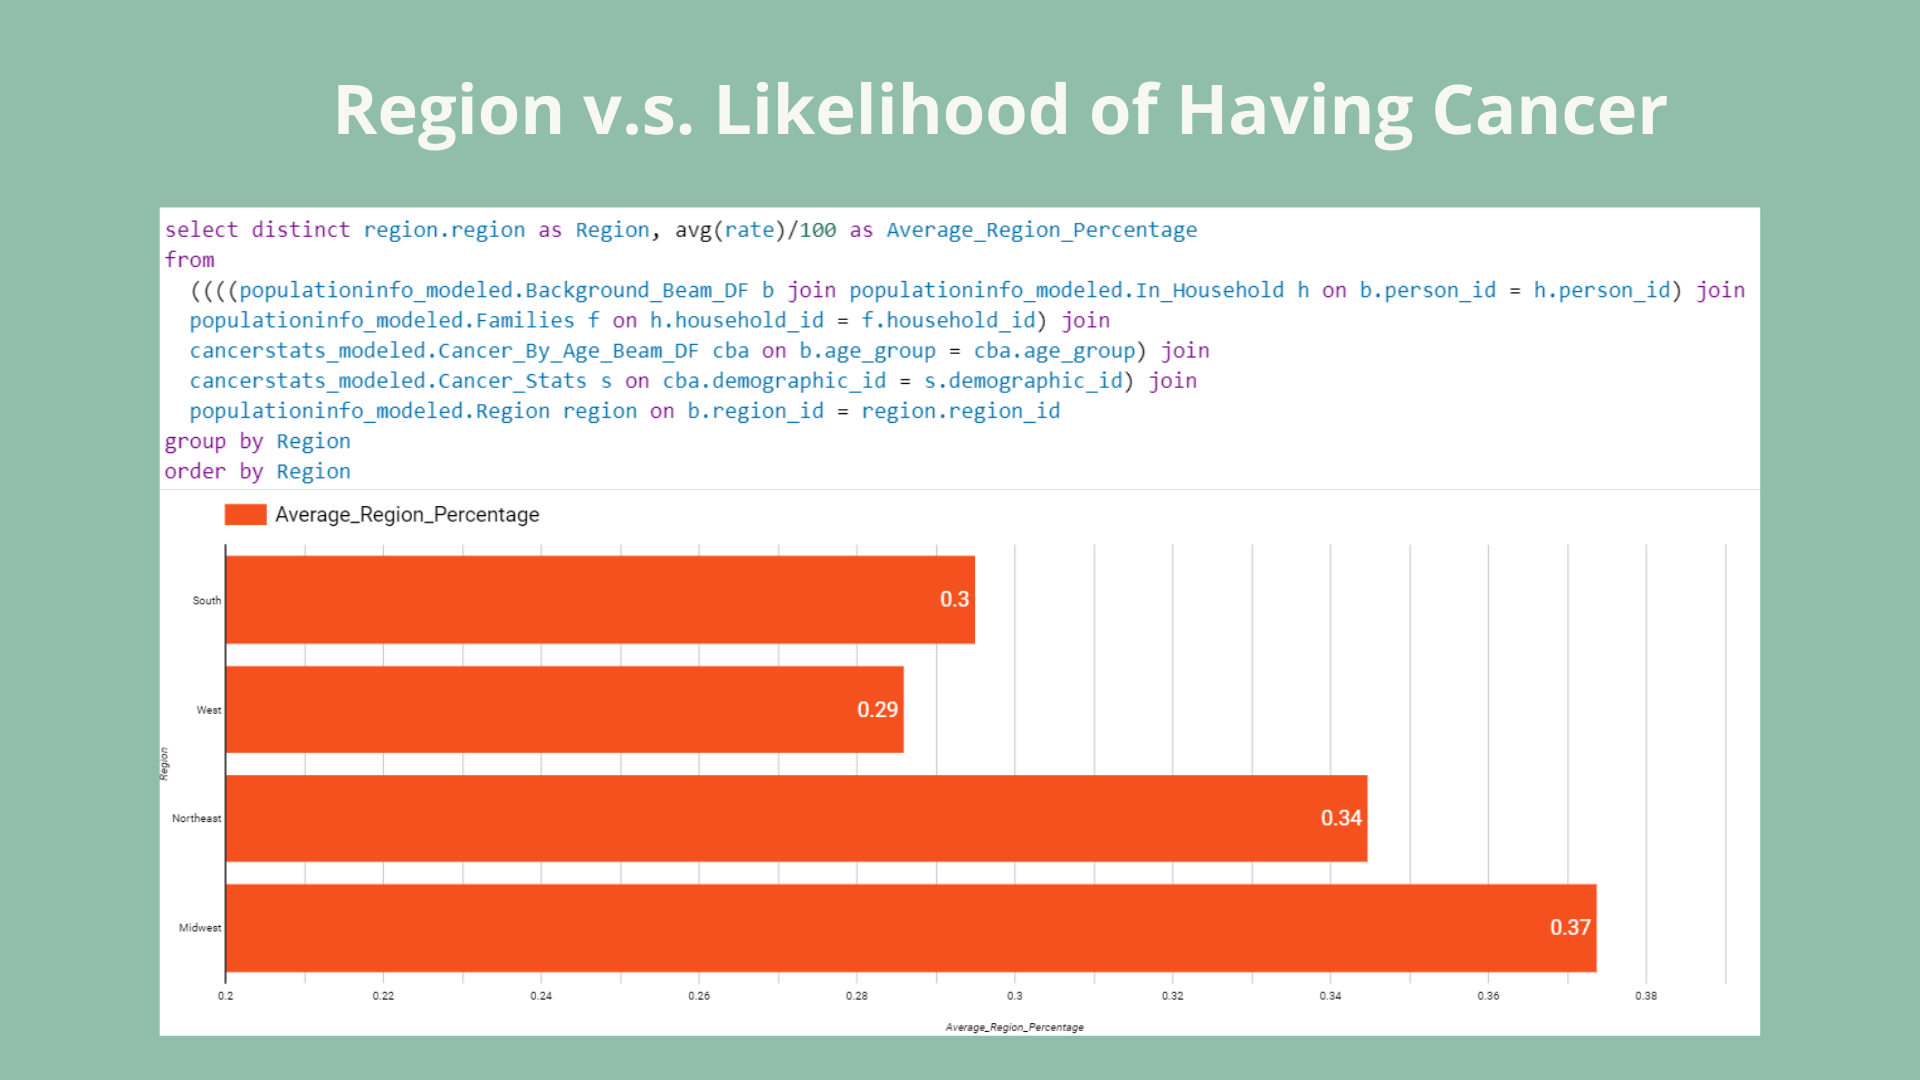 Region v.s. Likelihood of Having Cancer
select distinct region.region as Region, avg(rate)/100 as Average_Region_Percentage
from
((((populationinfo_modeled.Background_Beam_DF b join populationinfo_modeled.In_Household h on b.person_id = h.person_id) join
populationinfo_modeled.Families f on h.household_id = f.household_id) join
cancerstats_modeled.Cancer_By_Age_Beam_DF cba on b.age_group = cba.age_group) join
cancerstats_modeled.Cancer_Stats s on cba.demographic_id = s.demographic_id) join
populationinfo_modeled.Region region on b.region_id = region.region_id
group by Region
order by Region
Average_Region_Percentage
South 0.3
West 0.29
Region
Northeast 0.34
Midwest 0.37
0.2 0.22 0.24 0.26 0.28 0.3 0.32 0.34 0.36 0.38
Average_Region_Percentage